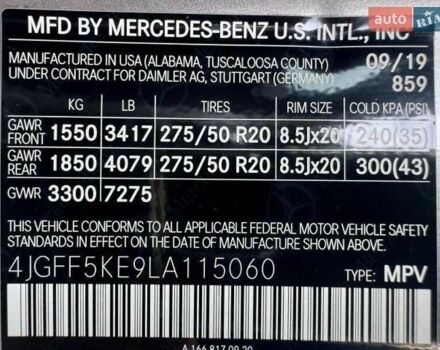 MFD BY MERCEDES-BENZ U.S. INTL., INC
auto RIA
MANUFACTURED IN USA (ALABAMA, TUSCALOOSA COUNTY) 09/19
UNDER CONTRACT FOR DAIMLER AG, STUTTGART (GERMANY) 859
KG LB TIRES RIM SIZE COLD KPA(PSI)
GAWR FRONT 1550 3417 275/50 R20 8.5Jx20 240(35)
GAWR REAR 1850 4079 275/50 R20 8.5Jx20 300(43)
GVWR 3300 7275
THIS VEHICLE CONFORMS TO ALL APPLICABLE FEDERAL MOTOR VEHICLE SAFETY
STANDARDS IN EFFECT ON THE DATE OF MANUFACTURE SHOWN ABOVE.
4JGFF5KE9LA115060 TYPE: MPV
A 166 817 09 20